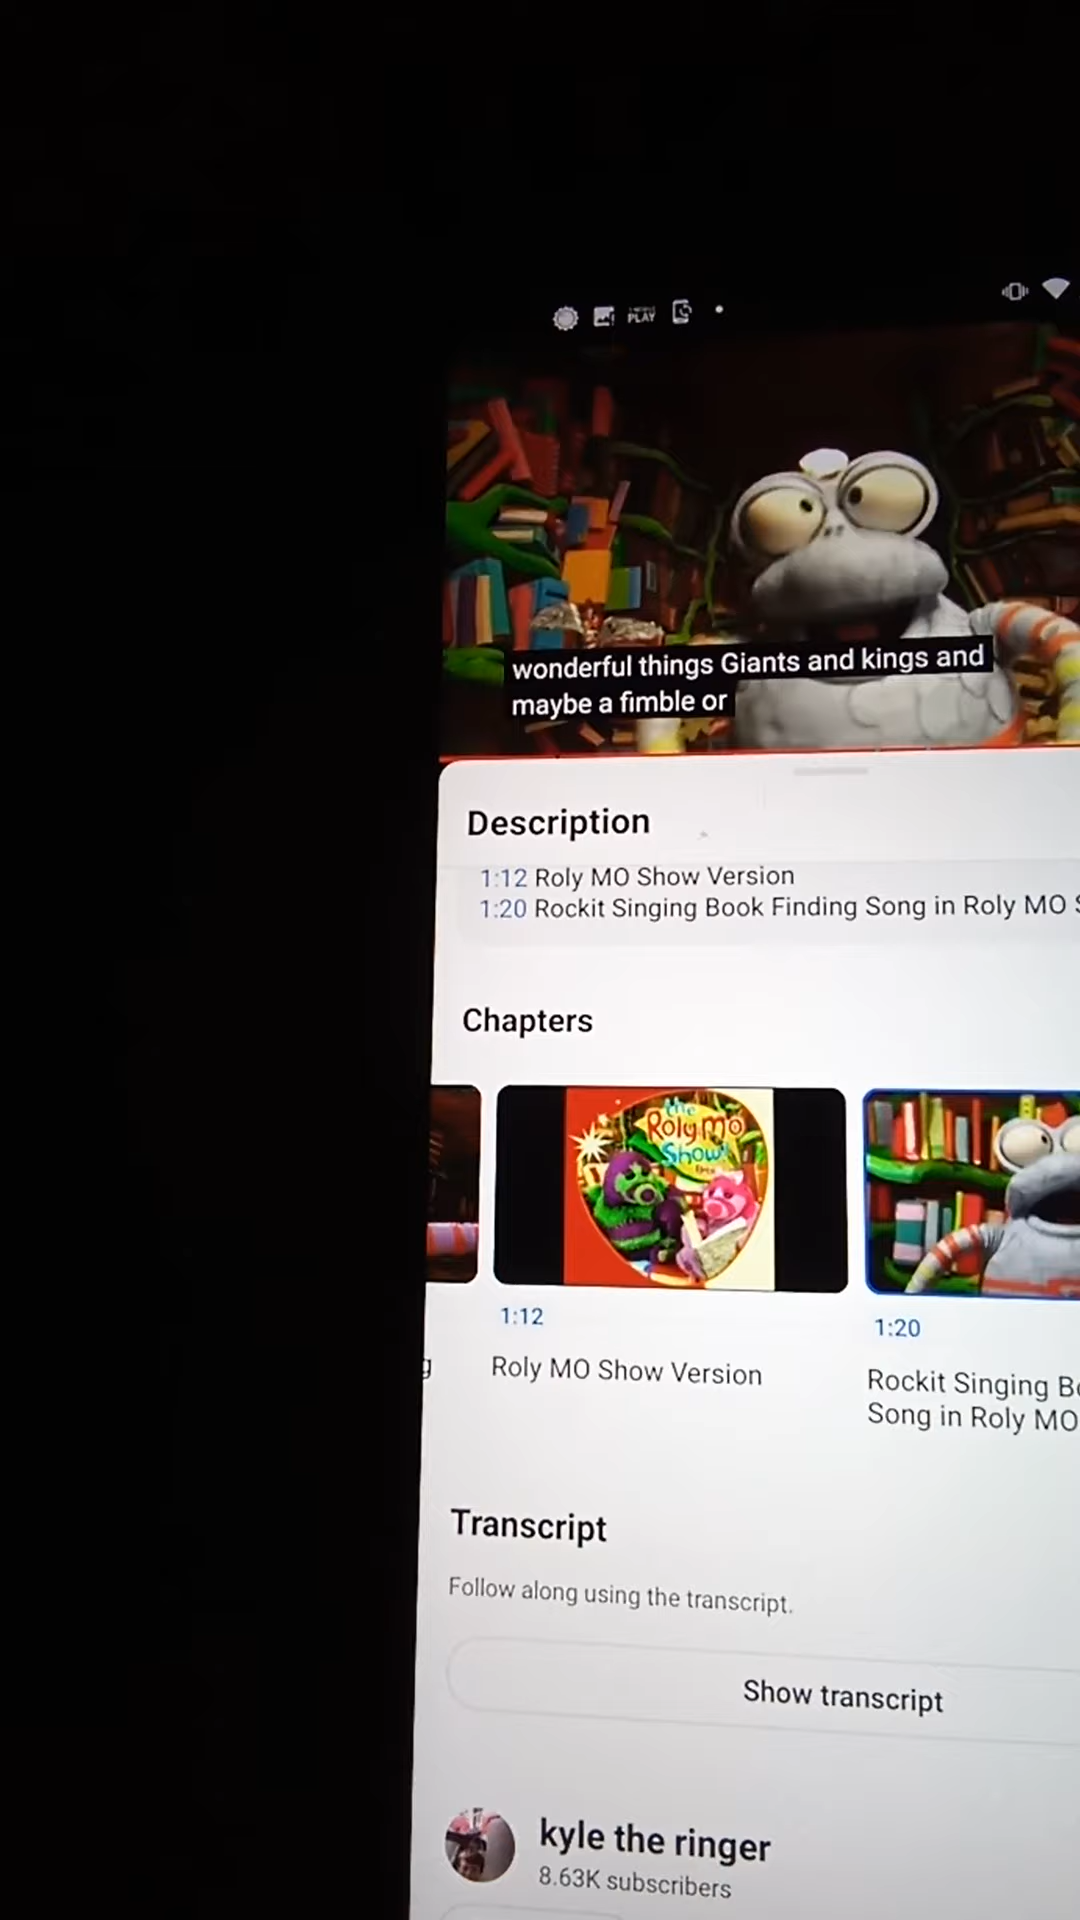 PLAY
wonderful things Giants and kings and
maybe a fimble or
Description
1:12 Roly MO Show Version
1:20 Rockit Singing Book Finding Song in Roly MO S
Chapters
the
Roly mo
Show!
1:12
1:20
g
Roly MO Show Version
Rockit Singing Bo
Song in Roly MO
Transcript
Follow along using the transcript.
Show transcript
kyle the ringer
8.63K subscribers